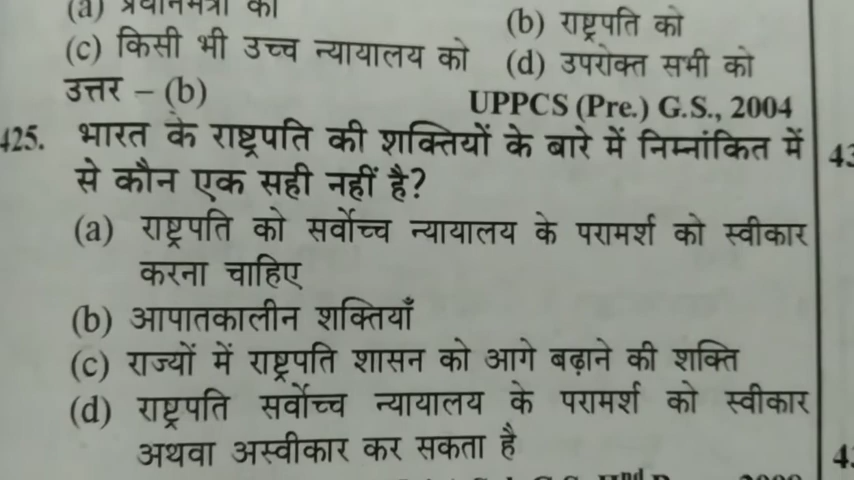 (a) प्रधानमंत्री को
(b) राष्ट्रपति को
(c) किसी भी उच्च न्यायालय को
(d) उपरोक्त सभी को
उत्तर – (b)
UPPCS (Pre.) G.S., 2004
425. भारत के राष्ट्रपति की शक्तियों के बारे में निम्नांकित में
से कौन एक सही नहीं है?
(a) राष्ट्रपति को सर्वोच्च न्यायालय के परामर्श को स्वीकार
करना चाहिए
(b) आपातकालीन शक्तियाँ
(c) राज्यों में राष्ट्रपति शासन को आगे बढ़ाने की शक्ति
(d) राष्ट्रपति सर्वोच्च न्यायालय के परामर्श को स्वीकार
अथवा अस्वीकार कर सकता है